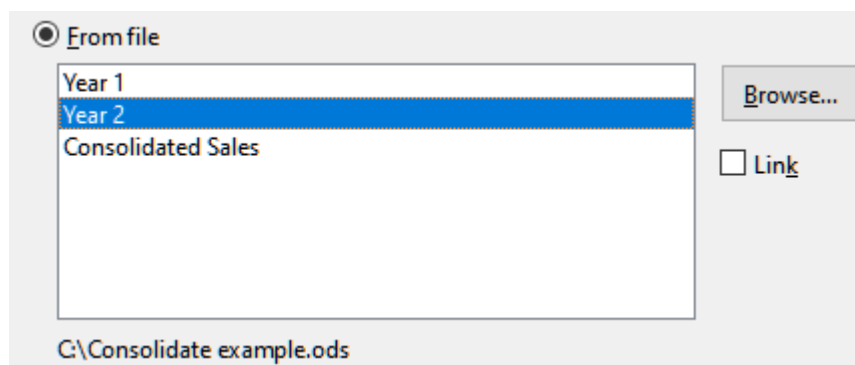 From file
Year 1
Browse...
Year 2
Consolidated Sales
Link
C:\Consolidate example.ods